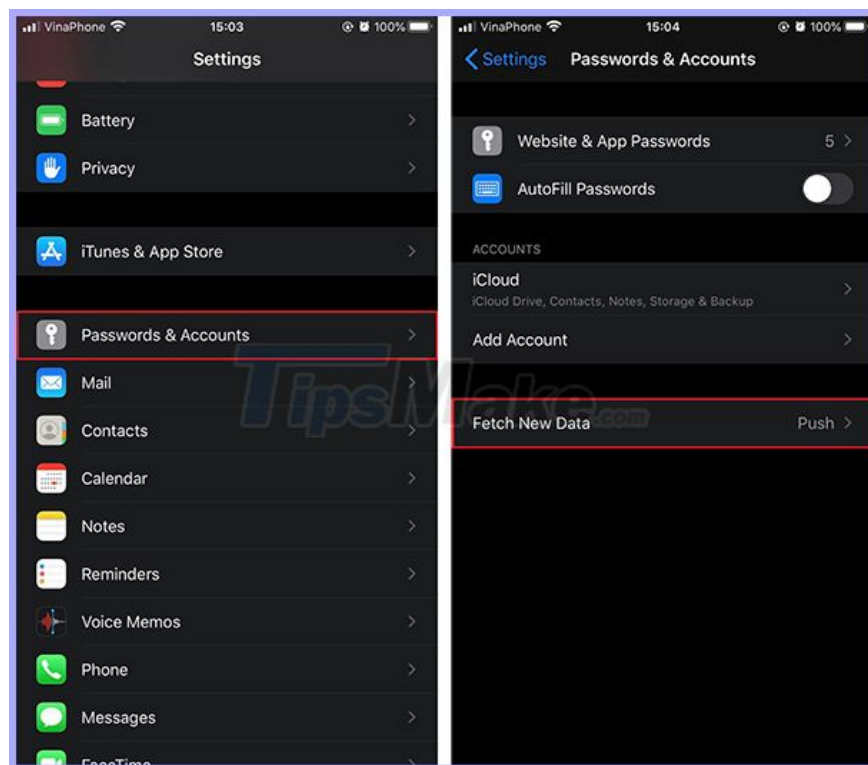 VinaPhone 15:03 100%
Settings
Battery
Privacy
iTunes & App Store
Passwords & Accounts
Mail
Contacts
Calendar
Notes
Reminders
Voice Memos
Phone
Messages
FaceTime
VinaPhone 15:04 100%
Settings Passwords & Accounts
Website & App Passwords 5
AutoFill Passwords
ACCOUNTS
iCloud
iCloud Drive, Contacts, Notes, Storage & Backup
Add Account
Fetch New Data Push
TipsMake.com